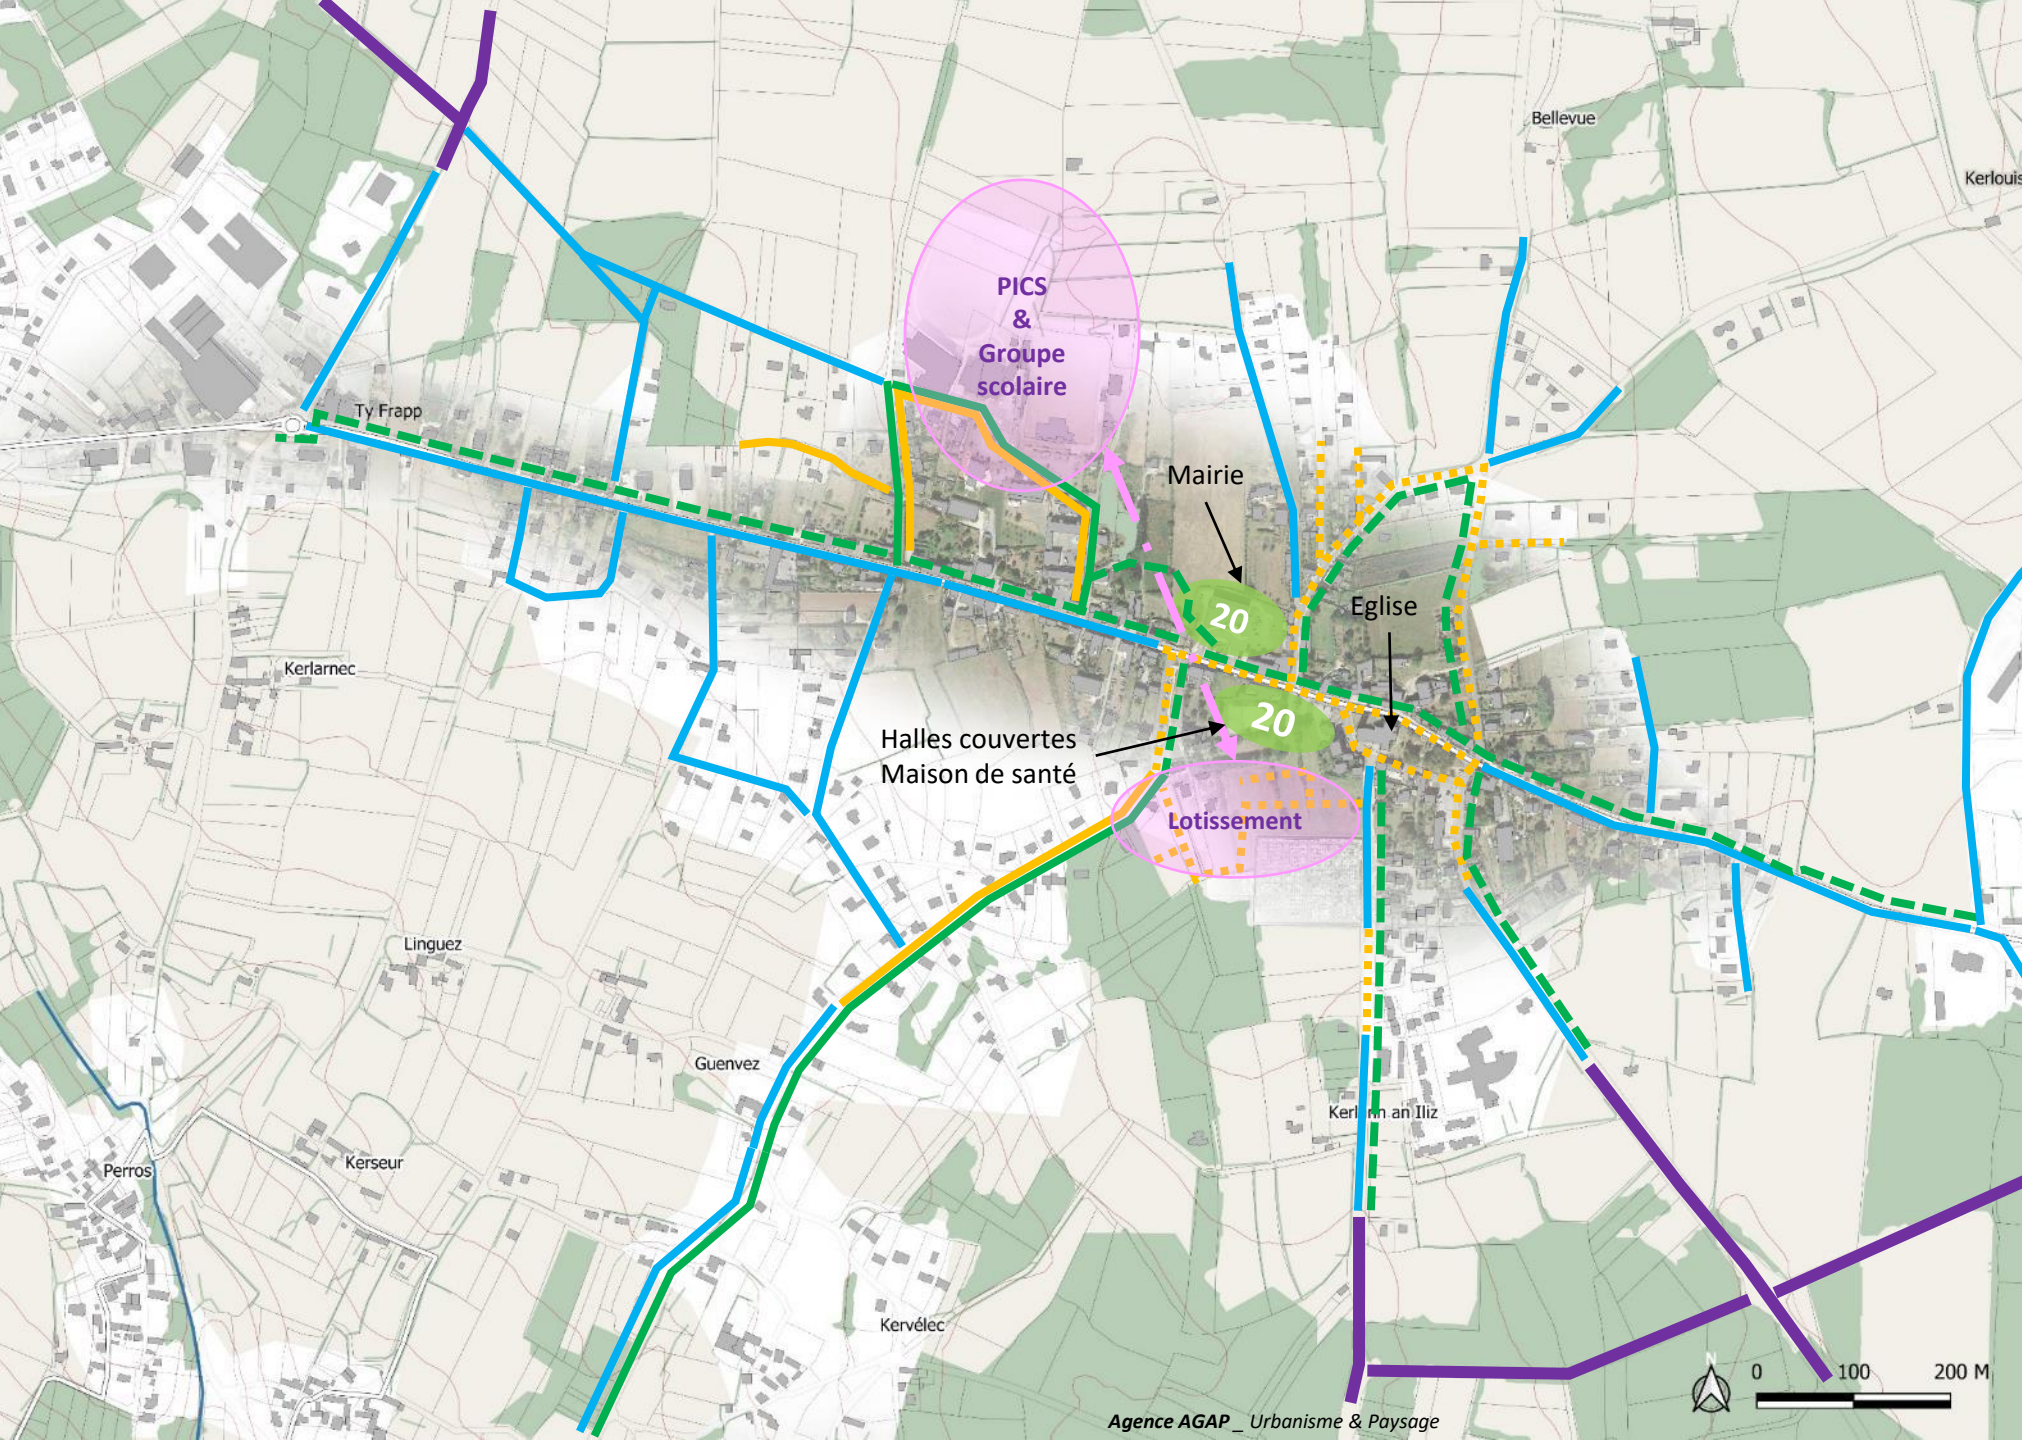 Bellevue
Kerlouis
PICS
&
Groupe
scolaire
Ty Frapp
Mairie
20
Eglise
Kerlarnec
20
Halles couvertes
Maison de santé
Lotissement
Linguez
Guenvez
Kerlann an Iliz
Perros
Kerseur
Kervélec
N
0 100 200 M
Agence AGAP _ Urbanisme & Paysage